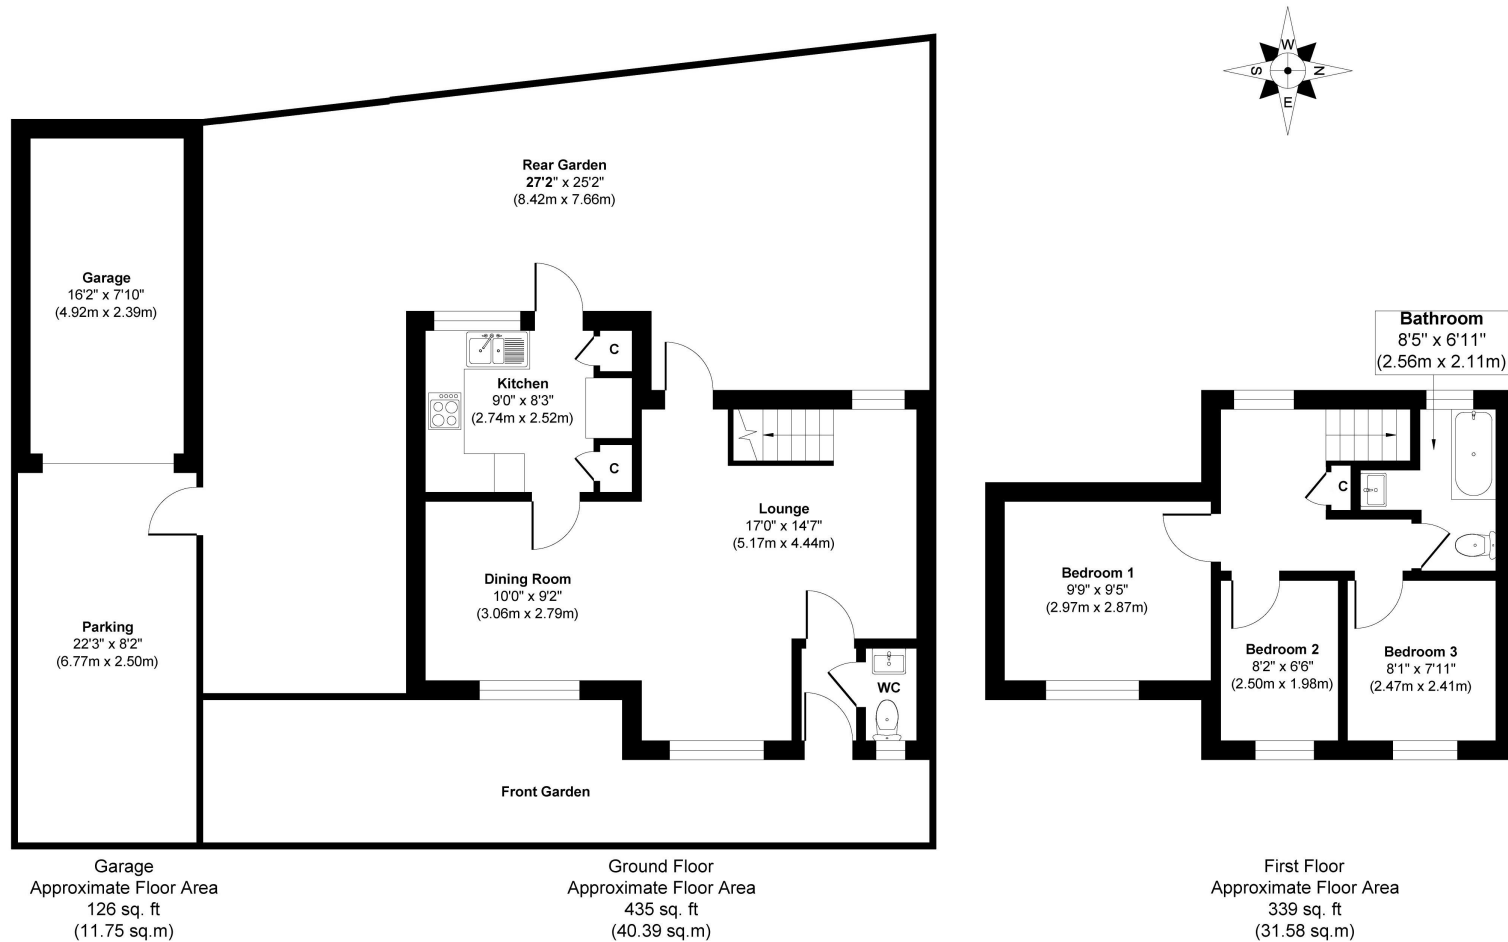 W
S
N
E
Rear Garden
27'2" x 25'2"
(8.42m x 7.66m)
Garage
16'2" x 7'10"
(4.92m x 2.39m)
Kitchen
9'0" x 8'3"
(2.74m x 2.52m)
C
C
Lounge
17'0" x 14'7"
(5.17m x 4.44m)
Dining Room
10'0" x 9'2"
(3.06m x 2.79m)
Parking
22'3" x 8'2"
(6.77m x 2.50m)
WC
Front Garden
Bathroom
8'5" x 6'11"
(2.56m x 2.11m)
C
Bedroom 1
9'9" x 9'5"
(2.97m x 2.87m)
Bedroom 2
8'2" x 6'6"
(2.50m x 1.98m)
Bedroom 3
8'1" x 7'11"
(2.47m x 2.41m)
Garage
Approximate Floor Area
126 sq. ft
(11.75 sq.m)
Ground Floor
Approximate Floor Area
435 sq. ft
(40.39 sq.m)
First Floor
Approximate Floor Area
339 sq. ft
(31.58 sq.m)